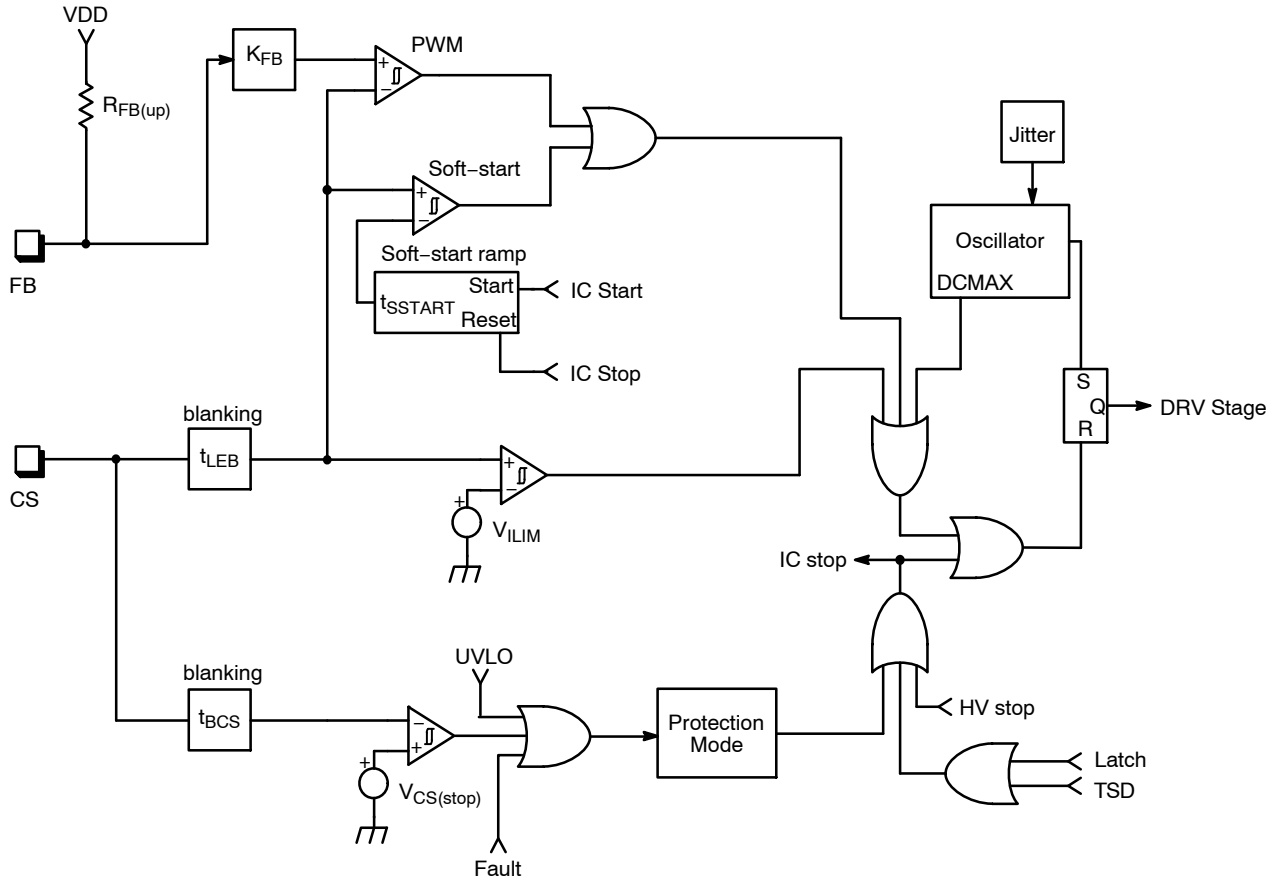 VDD
KFB
+
−
PWM
RFB(up)
Jitter
Soft−start
+
−
Oscillator
DCMAX
FB
Soft−start ramp
Start
tSSTART
Reset
IC Start
IC Stop
S
Q
R
DRV Stage
blanking
tLEB
CS
+
−
+
VILIM
IC stop
UVLO
blanking
tBCS
−
+
+
VCS(stop)
Protection
Mode
HV stop
Latch
TSD
Fault